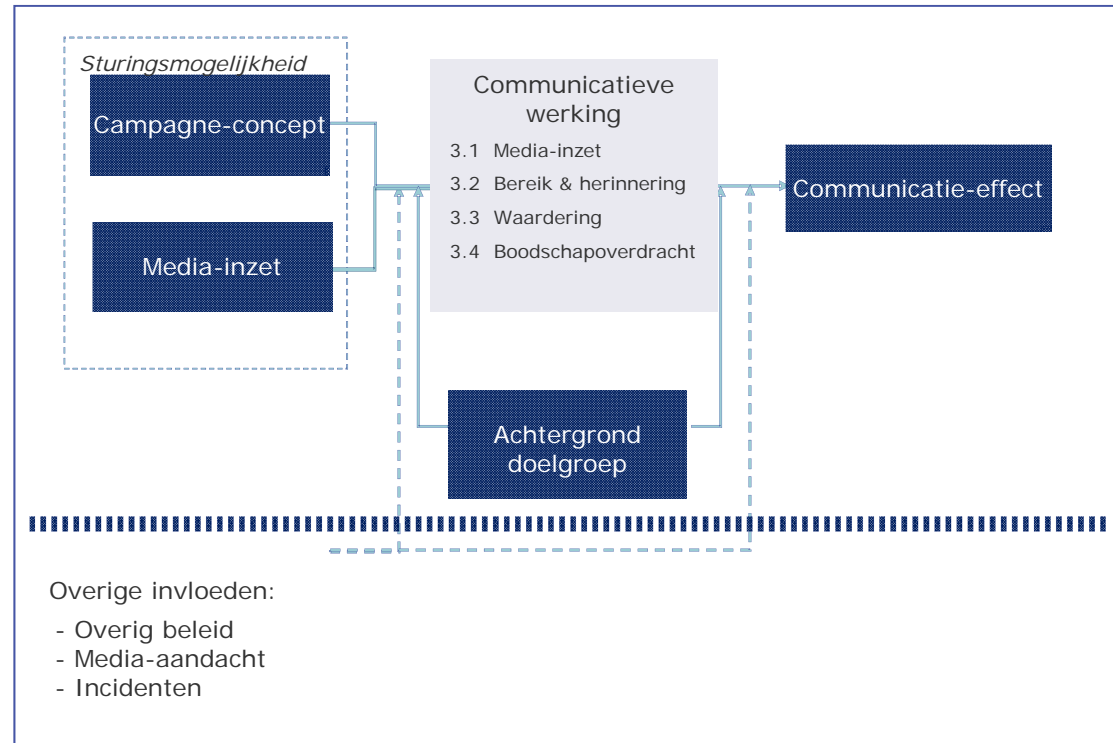 Sturingsmogelijkheid
Campagne-concept
Media-inzet
Communicatieve
werking
3.1 Media-inzet
3.2 Bereik & herinnering
3.3 Waardering
3.4 Boodschapoverdracht
Communicatie-effect
Achtergrond
doelgroep
Overige invloeden:
- Overig beleid
- Media-aandacht
- Incidenten